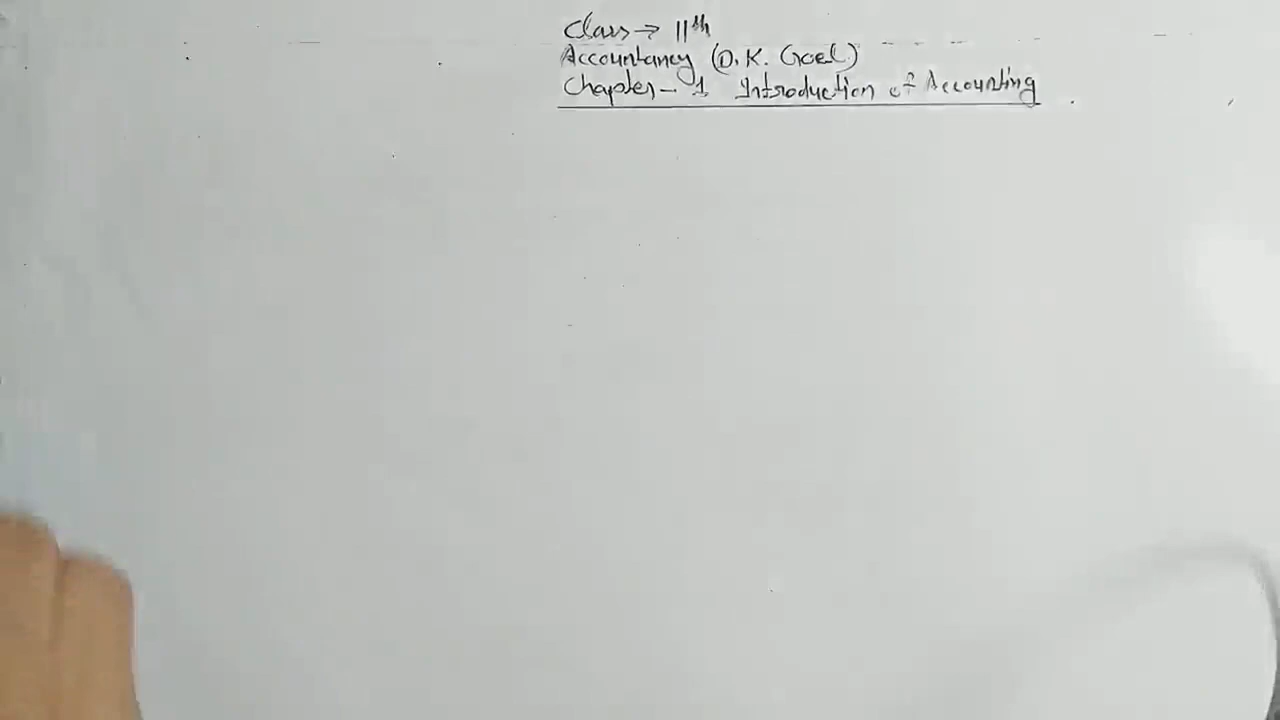 Class → 11th
Accountancy (D.K. Goel)
Chapter - 1 Introduction of Accounting